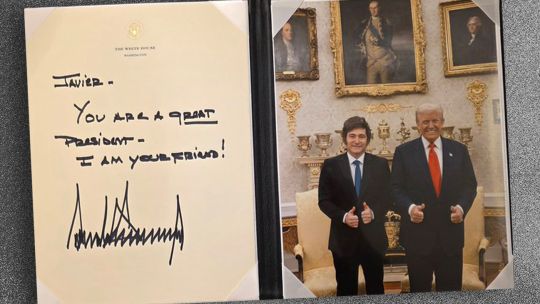 THE WHITE HOUSE
WASHINGTON
JAVIER -
YOU ARE A GREAT
PRESIDENT-
I AM YOUR FRIEND!